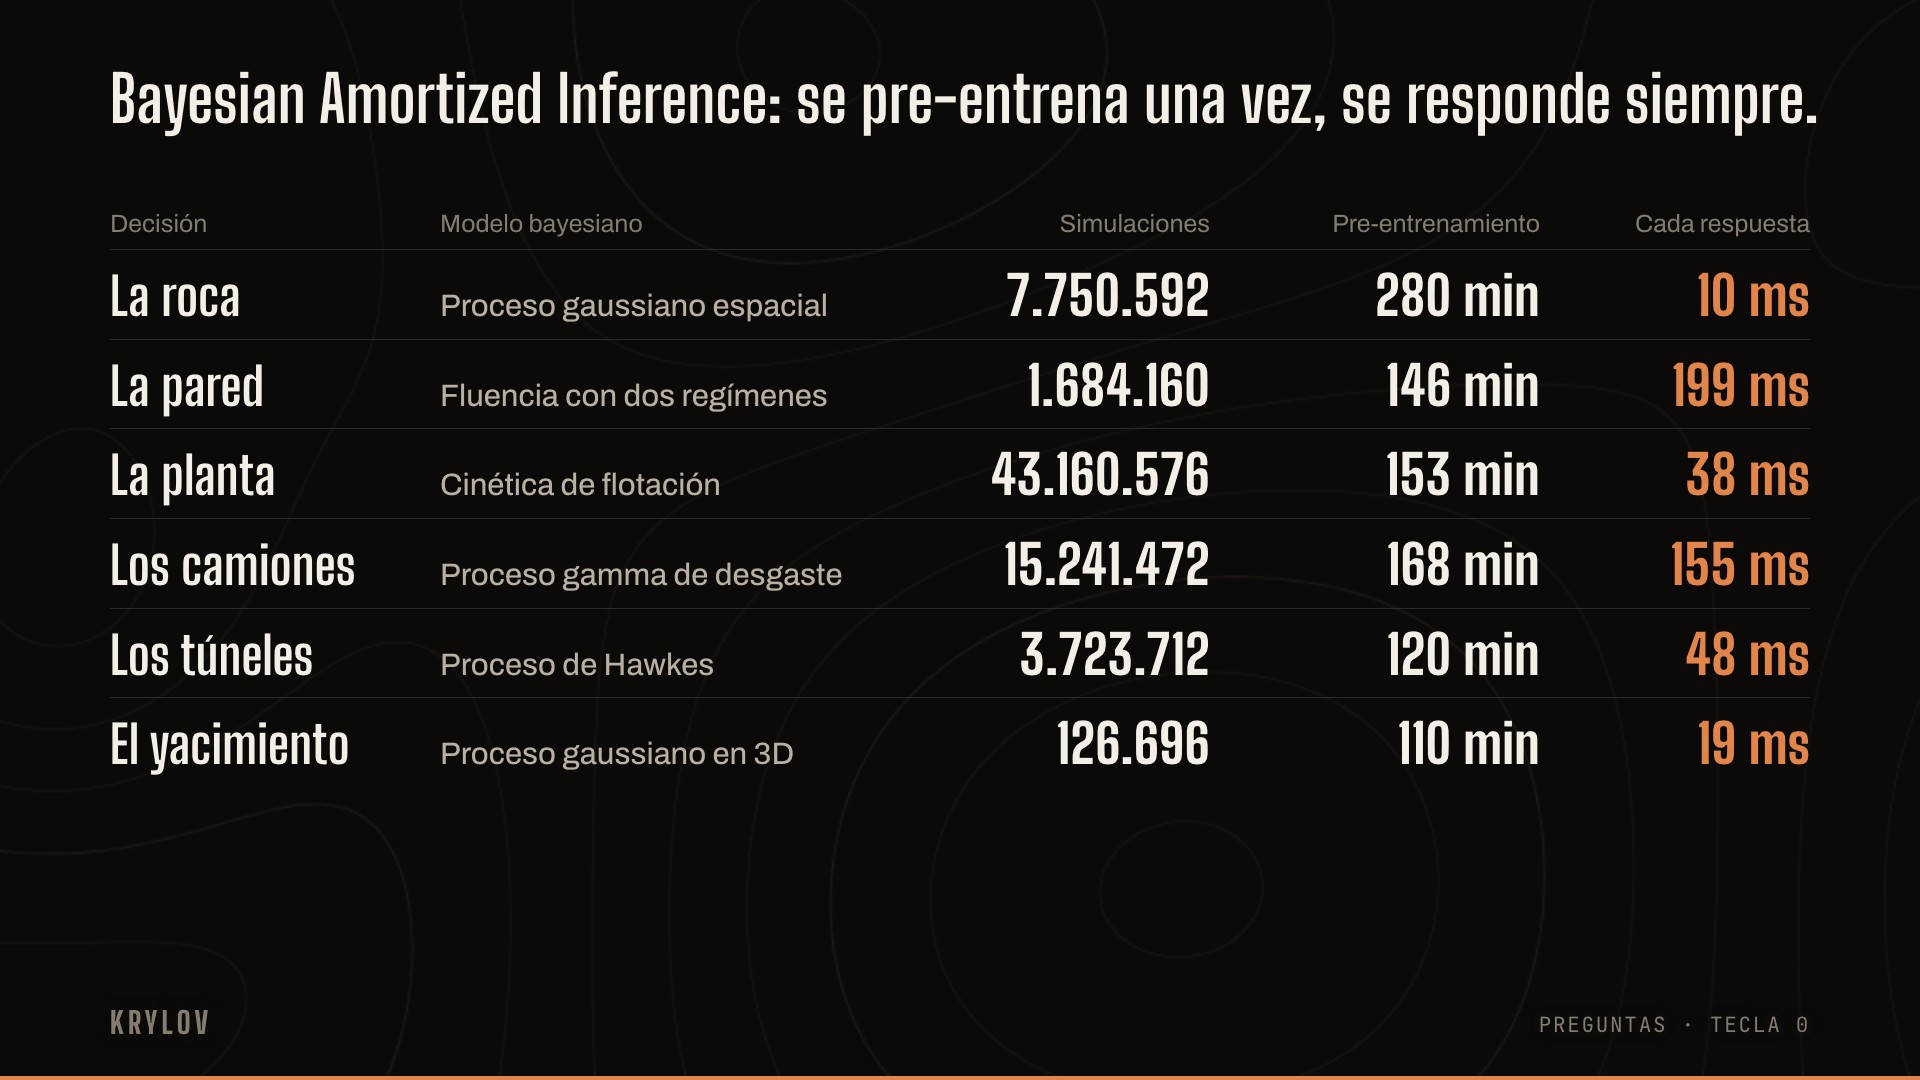 Bayesian Amortized Inference: se pre-entrena una vez, se responde siempre.
Decisión Modelo bayesiano Simulaciones Pre-entrenamiento Cada respuesta
La roca Proceso gaussiano espacial 7.750.592 280 min 10 ms
La pared Fluencia con dos regímenes 1.684.160 146 min 199 ms
La planta Cinética de flotación 43.160.576 153 min 38 ms
Los camiones Proceso gamma de desgaste 15.241.472 168 min 155 ms
Los túneles Proceso de Hawkes 3.723.712 120 min 48 ms
El yacimiento Proceso gaussiano en 3D 126.696 110 min 19 ms
KRYLOV PREGUNTAS · TECLA 0